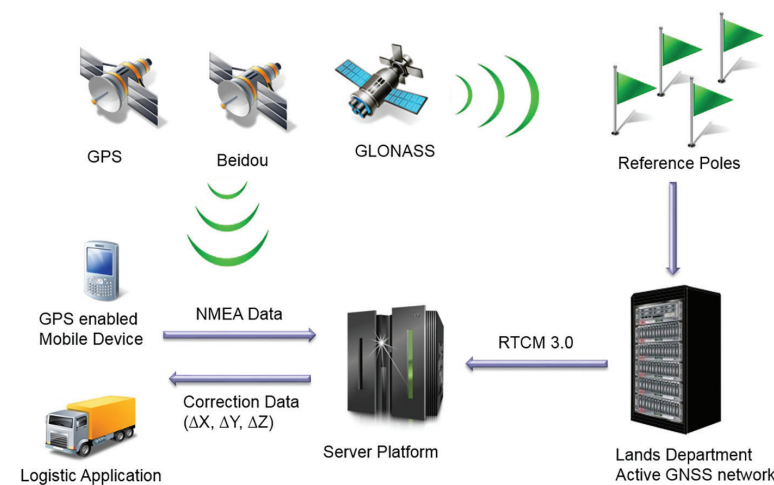 GPS
Beidou
GLONASS
Reference Poles
GPS enabled
Mobile Device
NMEA Data
RTCM 3.0
Correction Data
(ΔX, ΔY, ΔZ)
Logistic Application
Server Platform
Lands Department
Active GNSS network